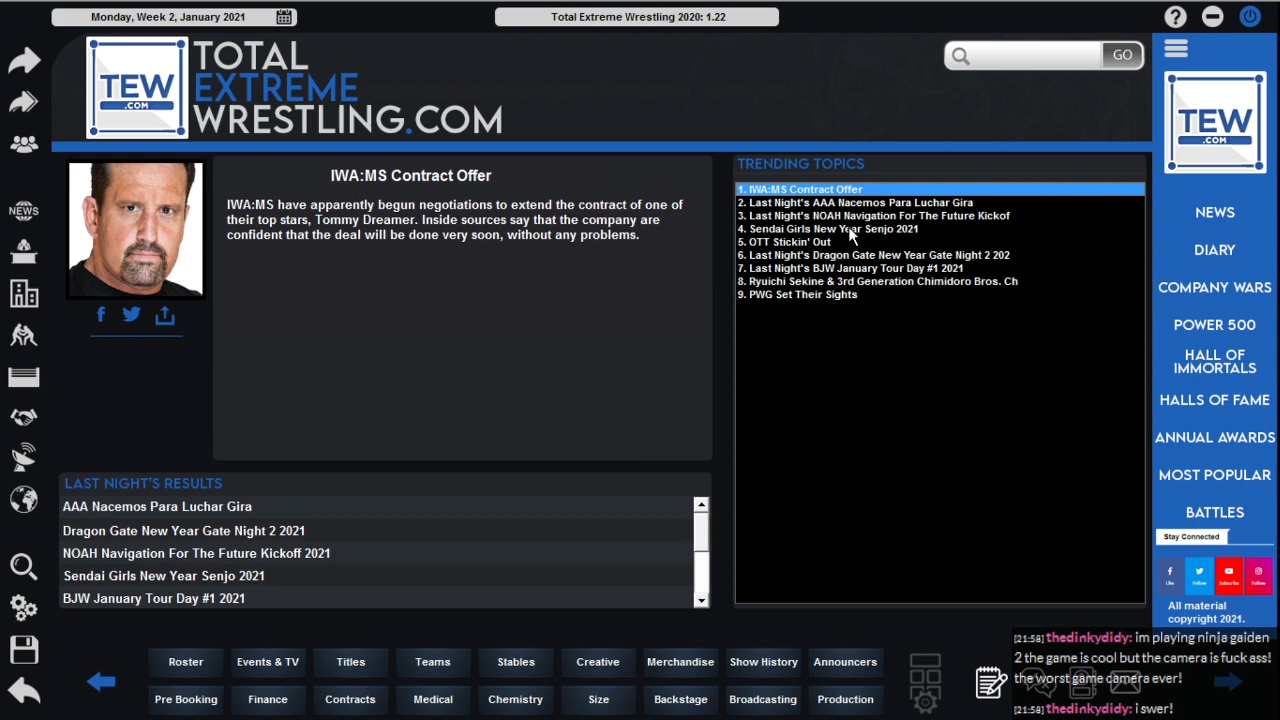 Monday, Week 2, January 2021
Total Extreme Wrestling 2020: 1.22
TEW
.COM
TOTAL
EXTREME
WRESTLING.COM
GO
TEW
.COM
IWA:MS Contract Offer
IWA:MS have apparently begun negotiations to extend the contract of one of
their top stars, Tommy Dreamer. Inside sources say that the company are
confident that the deal will be done very soon, without any problems.
TRENDING TOPICS
1. IWA:MS Contract Offer
2. Last Night's AAA Nacemos Para Luchar Gira
3. Last Night's NOAH Navigation For The Future Kickof
4. Sendai Girls New Year Senjo 2021
5. OTT Stickin' Out
6. Last Night's Dragon Gate New Year Gate Night 2 202
7. Last Night's BJW January Tour Day #1 2021
8. Ryuichi Sekine & 3rd Generation Chimidoro Bros. Ch
9. PWG Set Their Sights
LAST NIGHT'S RESULTS
AAA Nacemos Para Luchar Gira
Dragon Gate New Year Gate Night 2 2021
NOAH Navigation For The Future Kickoff 2021
Sendai Girls New Year Senjo 2021
BJW January Tour Day #1 2021
NEWS
NEWS
DIARY
COMPANY WARS
POWER 500
HALL OF
IMMORTALS
HALLS OF FAME
ANNUAL AWARDS
MOST POPULAR
BATTLES
Stay Connected
Like
Follow
Subscribe
Follow
All material
copyright 2021.
Roster
Events & TV
Titles
Teams
Stables
Creative
Merchandise
Show History
Announcers
Pre Booking
Finance
Contracts
Medical
Chemistry
Size
Backstage
Broadcasting
Production
[21:58] thedinkydidy: im playing ninja gaiden
2 the game is cool but the camera is fuck ass!
the worst game camera ever!
[21:58] thedinkydidy: i swer!